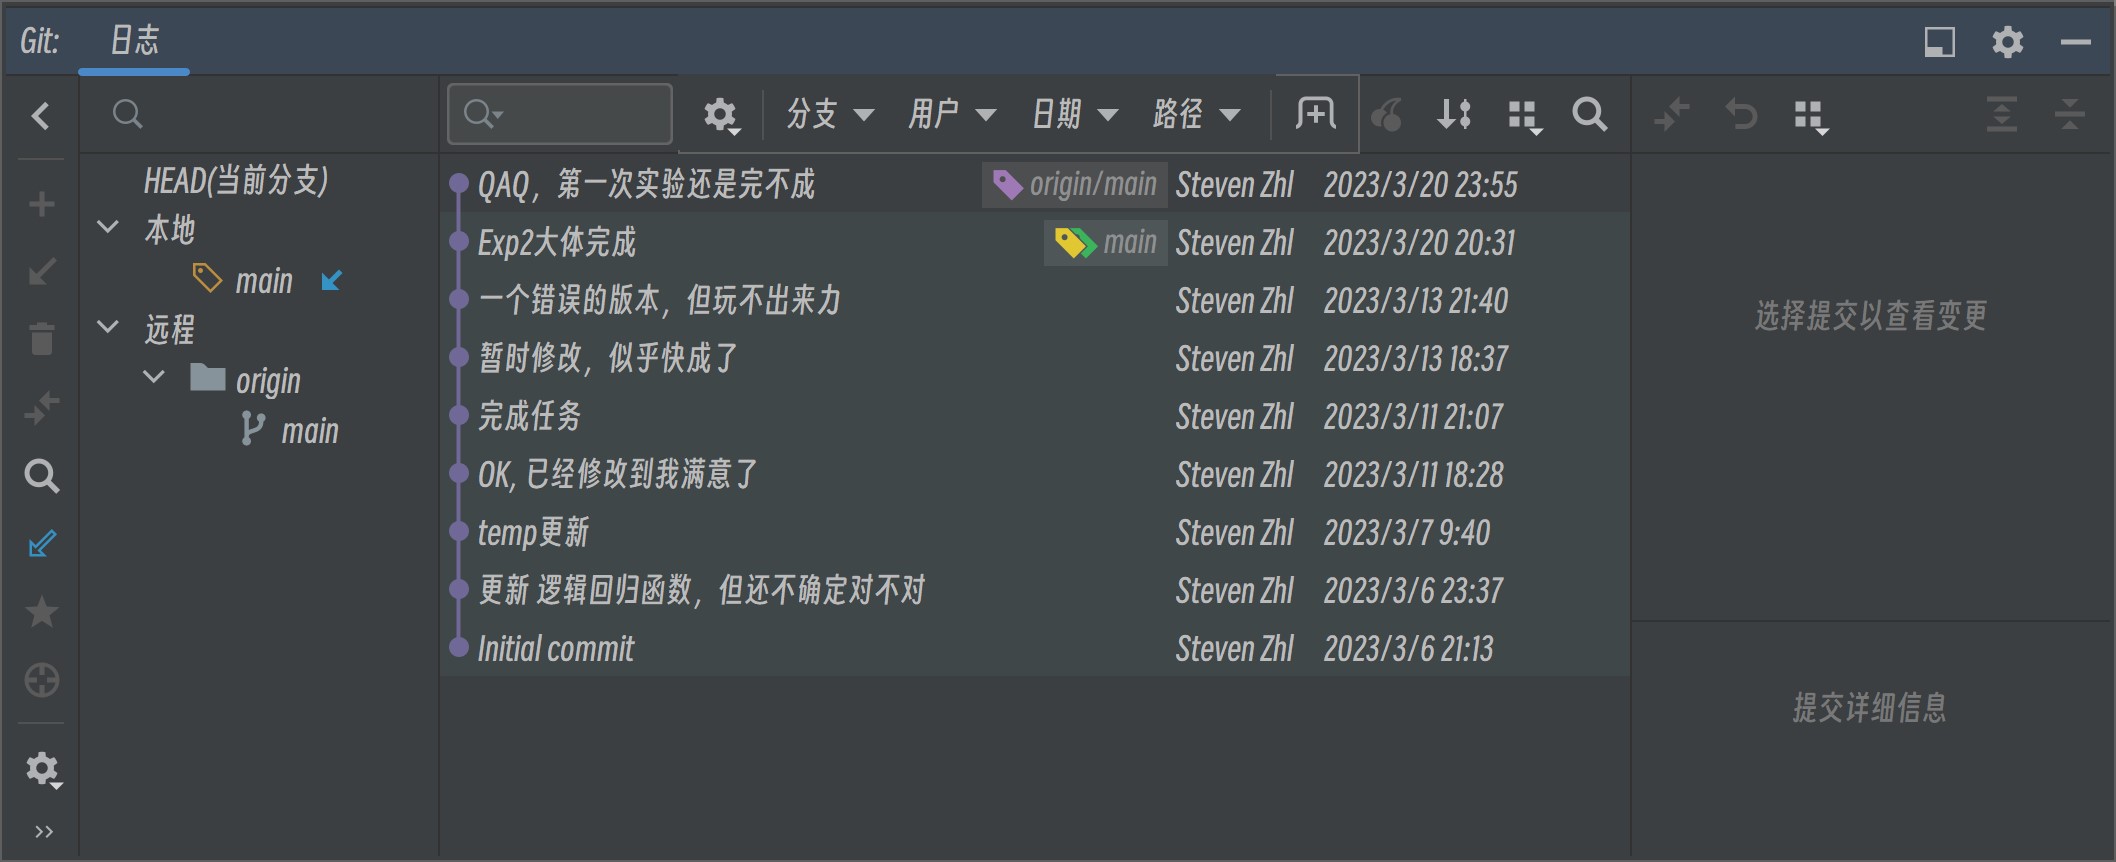 Git: 日志
分支 用户 日期 路径
HEAD(当前分支)
本地
main
远程
origin
main
QAQ，第一次实验还是完不成 origin/main Steven Zhl 2023/3/20 23:55
Exp2大体完成 main Steven Zhl 2023/3/20 20:31
一个错误的版本，但玩不出来力 Steven Zhl 2023/3/13 21:40
暂时修改，似乎快成了 Steven Zhl 2023/3/13 18:37
完成任务 Steven Zhl 2023/3/11 21:07
OK, 已经修改到我满意了 Steven Zhl 2023/3/11 18:28
temp更新 Steven Zhl 2023/3/7 9:40
更新 逻辑回归函数，但还不确定对不对 Steven Zhl 2023/3/6 23:37
Initial commit Steven Zhl 2023/3/6 21:13
选择提交以查看变更
提交详细信息